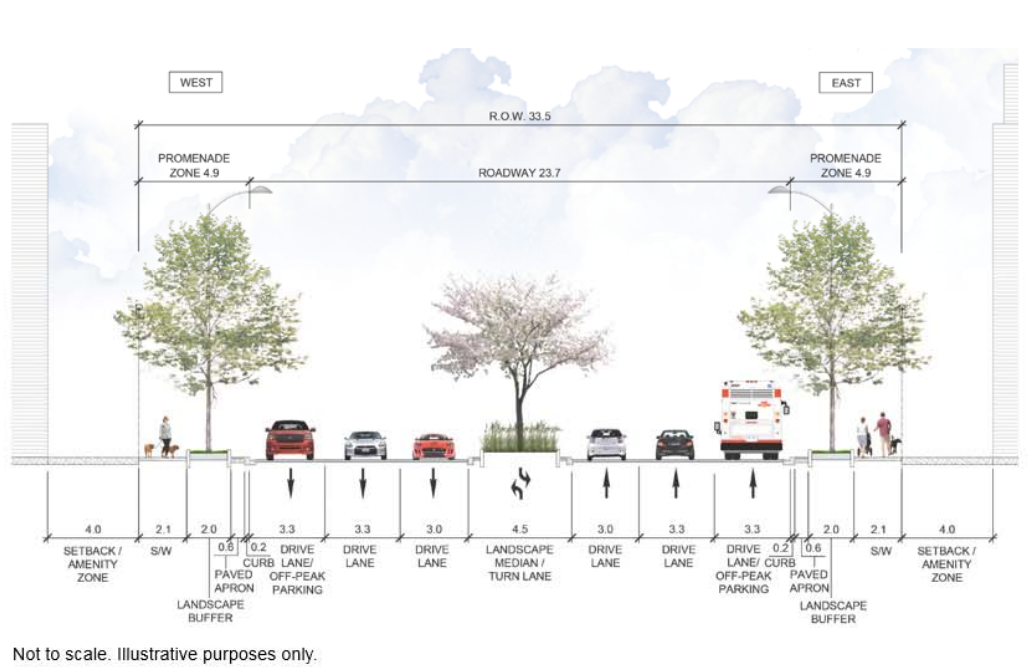 WEST
EAST
R.O.W. 33.5
PROMENADE
ZONE 4.9
ROADWAY 23.7
PROMENADE
ZONE 4.9
4.0
2.1
2.0
0.6
0.2
3.3
3.3
3.0
4.5
3.0
3.3
3.3
0.2
0.6
2.0
2.1
4.0
SETBACK /
AMENITY
ZONE
S/W
LANDSCAPE
BUFFER
PAVED
APRON
CURB
DRIVE
LANE/
OFF-PEAK
PARKING
DRIVE
LANE
DRIVE
LANE
LANDSCAPE
MEDIAN /
TURN LANE
DRIVE
LANE
DRIVE
LANE
DRIVE
LANE/
OFF-PEAK
PARKING
CURB
PAVED
APRON
LANDSCAPE
BUFFER
S/W
SETBACK /
AMENITY
ZONE
Not to scale. Illustrative purposes only.